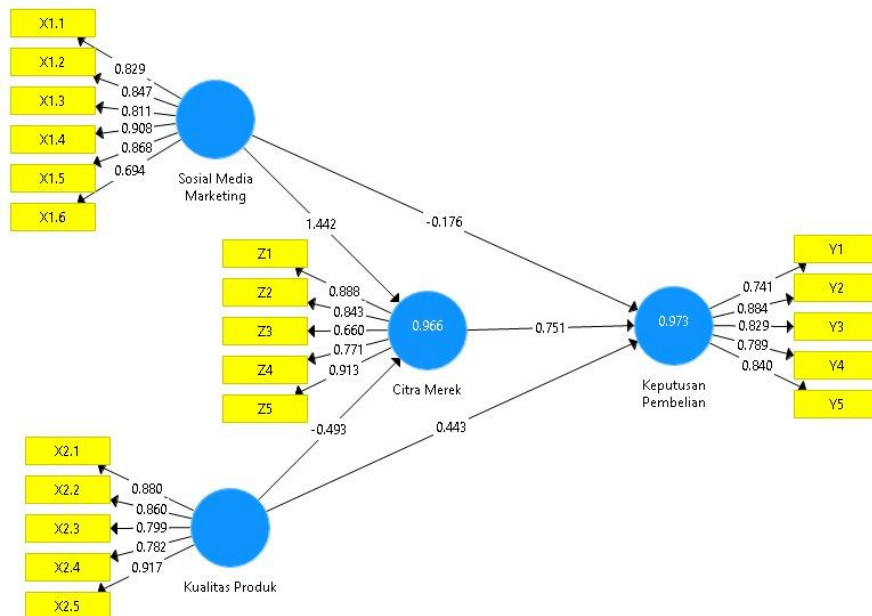 X1.1
X1.2
X1.3
X1.4
X1.5
X1.6
0.829
0.847
0.811
0.908
0.868
0.694
Sosial Media
Marketing
1.442
-0.176
Z1
Z2
Z3
Z4
Z5
0.888
0.843
0.660
0.771
0.913
0.966
Citra Merek
0.751
0.973
Keputusan
Pembelian
0.741
0.884
0.829
0.789
0.840
Y1
Y2
Y3
Y4
Y5
-0.493
0.443
X2.1
X2.2
X2.3
X2.4
X2.5
0.880
0.860
0.799
0.782
0.917
Kualitas Produk